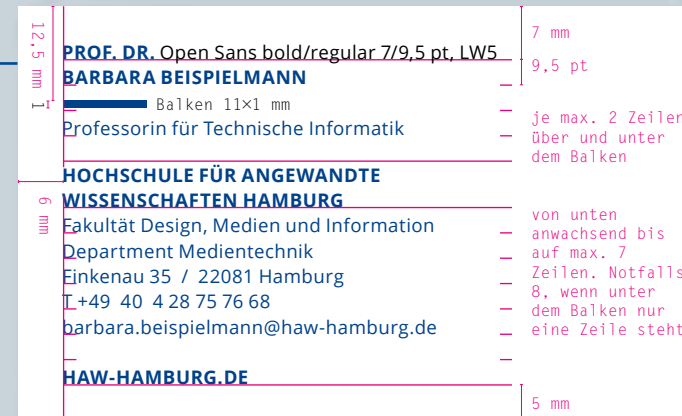 12,5 mm
1
6 mm
PROF. DR. Open Sans bold/regular 7/9,5 pt, LW5
BARBARA BEISPIELMANN
Balken 11×1 mm
Professorin für Technische Informatik
HOCHSCHULE FÜR ANGEWANDTE
WISSENSCHAFTEN HAMBURG
Fakultät Design, Medien und Information
Department Medientechnik
Finkenau 35 / 22081 Hamburg
T +49 40 4 28 75 76 68
barbara.beispielmann@haw-hamburg.de
HAW-HAMBURG.DE
7 mm
9,5 pt
je max. 2 Zeilen
über und unter
dem Balken
von unten
anwachsend bis
auf max. 7
Zeilen. Notfalls
8, wenn unter
dem Balken nur
eine Zeile steht
5 mm